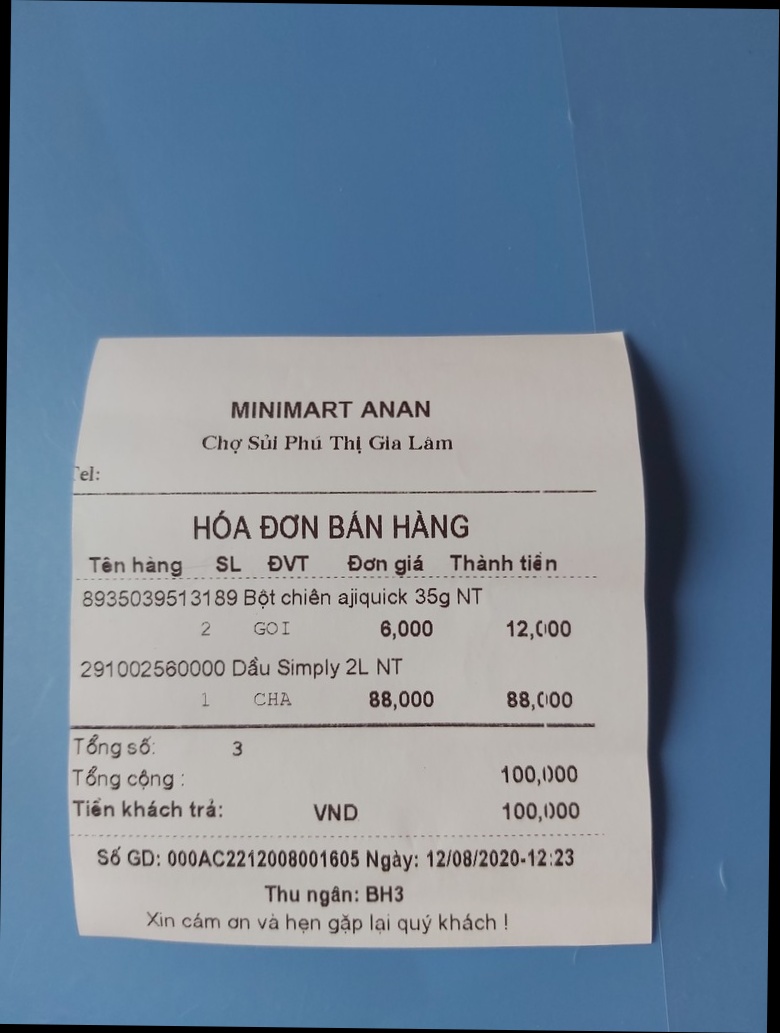 MINIMART ANAN
Chợ Sủi Phú Thị Gia Lâm
Tel:
HÓA ĐƠN BÁN HÀNG
Tên hàng SL ĐVT Đơn giá Thành tiền
8935039513189 Bột chiên ajiquick 35g NT
2 GOI 6,000 12,000
291002560000 Dầu Simply 2L NT
1 CHA 88,000 88,000
Tổng số: 3
Tổng cộng : 100,000
Tiền khách trả: VND 100,000
Số GD: 000AC2212008001605 Ngày: 12/08/2020-12:23
Thu ngân: BH3
Xin cám ơn và hẹn gặp lại quý khách !